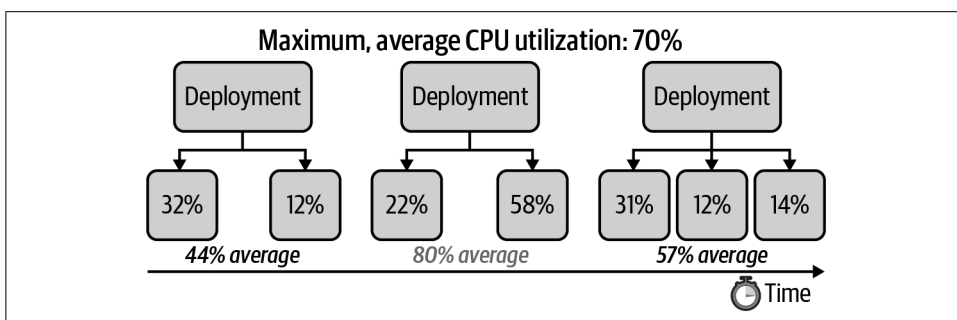 Maximum, average CPU utilization: 70%
Deployment
Deployment
Deployment
32%
12%
22%
58%
31%
12%
14%
44% average
80% average
57% average
Time